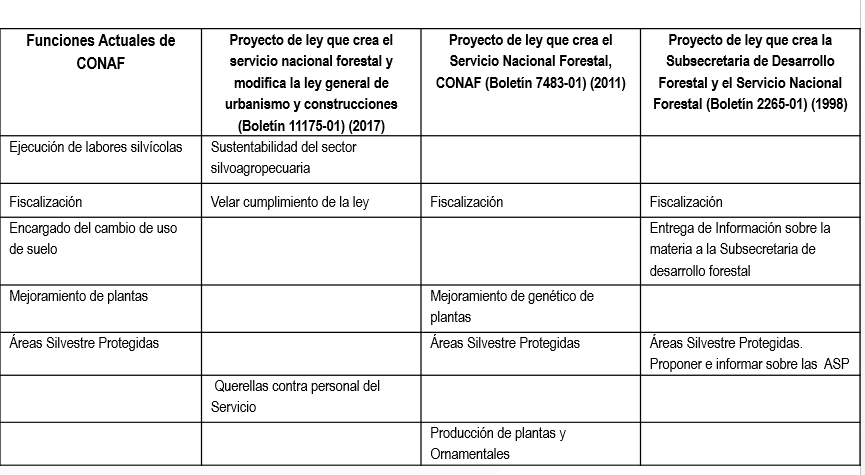 Funciones Actuales de
CONAF
Proyecto de ley que crea el
servicio nacional forestal y
modifica la ley general de
urbanismo y construcciones
(Boletín 11175-01) (2017)
Proyecto de ley que crea el
Servicio Nacional Forestal,
CONAF (Boletín 7483-01) (2011)
Proyecto de ley que crea la
Subsecretaria de Desarrollo
Forestal y el Servicio Nacional
Forestal (Boletín 2265-01) (1998)
Ejecución de labores silvícolas
Sustentabilidad del sector
silvoagropecuaria
Fiscalización
Velar cumplimiento de la ley
Fiscalización
Fiscalización
Encargado del cambio de uso
de suelo
Entrega de Información sobre la
materia a la Subsecretaria de
desarrollo forestal
Mejoramiento de plantas
Mejoramiento de genético de
plantas
Áreas Silvestre Protegidas
Áreas Silvestre Protegidas
Áreas Silvestre Protegidas.
Proponer e informar sobre las ASP
Querellas contra personal del
Servicio
Producción de plantas y
Ornamentales